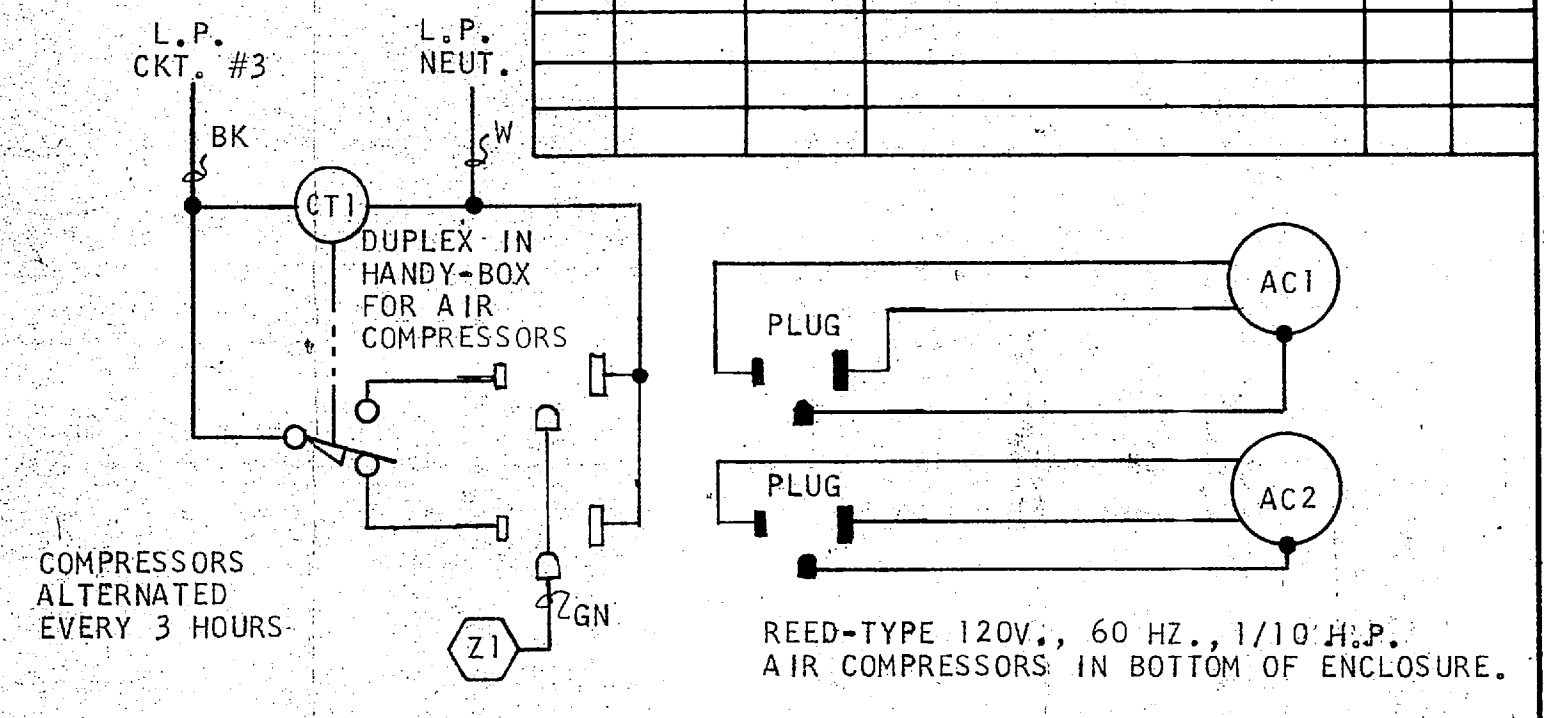 L.P.
CKT. #3
L.P.
NEUT.
BK
W
CT1
DUPLEX IN
HANDY-BOX
FOR AIR
COMPRESSORS
PLUG
AC1
PLUG
AC2
COMPRESSORS
ALTERNATED
EVERY 3 HOURS
GN
Z1
REED-TYPE 120V., 60 HZ., 1/10 H.P.
AIR COMPRESSORS IN BOTTOM OF ENCLOSURE.